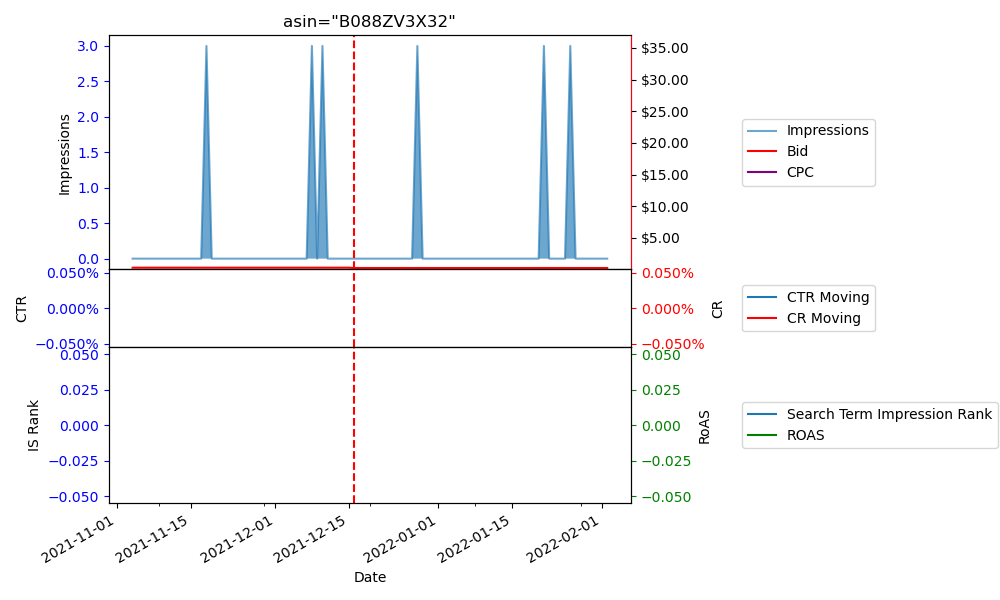 asin="B088ZV3X32"
3.0
2.5
2.0
1.5
1.0
0.5
0.0
Impressions
$35.00
$30.00
$25.00
$20.00
$15.00
$10.00
$5.00
Impressions
Bid
CPC
0.050%
0.000%
−0.050%
CTR
0.050%
0.000%
−0.050%
CR
CTR Moving
CR Moving
0.050
0.025
0.000
−0.025
−0.050
IS Rank
0.050
0.025
0.000
−0.025
−0.050
RoAS
Search Term Impression Rank
ROAS
2021-11-01
2021-11-15
2021-12-01
2021-12-15
2022-01-01
2022-01-15
2022-02-01
Date